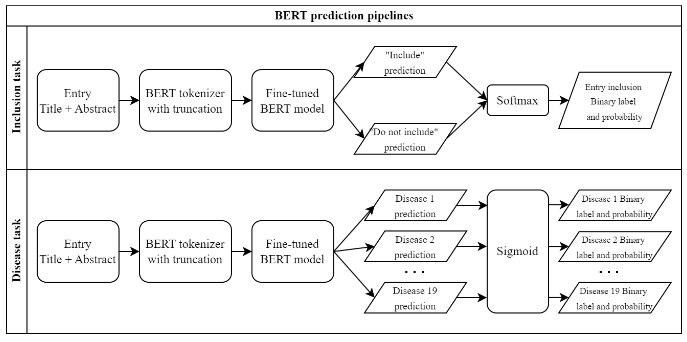 BERT prediction pipelines
Inclusion task
Entry
Title + Abstract
BERT tokenizer
with truncation
Fine-tuned
BERT model
"Include"
prediction
"Do not include"
prediction
Softmax
Entry inclusion
Binary label
and probability
Disease task
Entry
Title + Abstract
BERT tokenizer
with truncation
Fine-tuned
BERT model
Disease 1
prediction
Disease 2
prediction
...
Disease 19
prediction
Sigmoid
Disease 1 Binary
label and probability
Disease 2 Binary
label and probability
...
Disease 19 Binary
label and probability